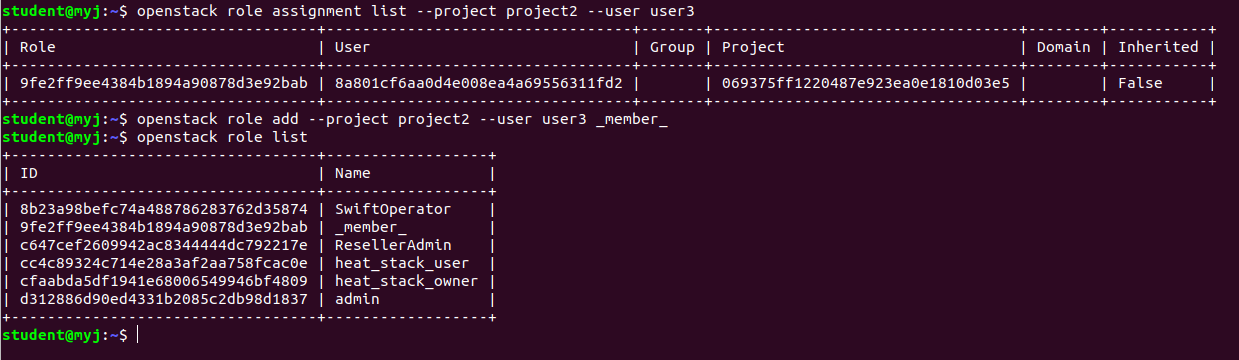 student@myj:~$ openstack role assignment list --project project2 --user user3
+----------------------------------+----------------------------------+-------+----------------------------------+--------+-----------+
| Role                             | User                             | Group | Project                          | Domain | Inherited |
+----------------------------------+----------------------------------+-------+----------------------------------+--------+-----------+
| 9fe2ff9ee4384b1894a90878d3e92bab | 8a801cf6aa0d4e008ea4a69556311fd2 |       | 069375ff1220487e923ea0e1810d03e5 |        | False     |
+----------------------------------+----------------------------------+-------+----------------------------------+--------+-----------+
student@myj:~$ openstack role add --project project2 --user user3 _member_
student@myj:~$ openstack role list
+----------------------------------+------------------+
| ID                               | Name             |
+----------------------------------+------------------+
| 8b23a98befc74a488786283762d35874 | SwiftOperator    |
| 9fe2ff9ee4384b1894a90878d3e92bab | _member_         |
| c647cef2609942ac8344444dc792217e | ResellerAdmin    |
| cc4c89324c714e28a3af2aa758fcac0e | heat_stack_user  |
| cfaabda5df1941e68006549946bf4809 | heat_stack_owner |
| d312886d90ed4331b2085c2db98d1837 | admin            |
+----------------------------------+------------------+
student@myj:~$